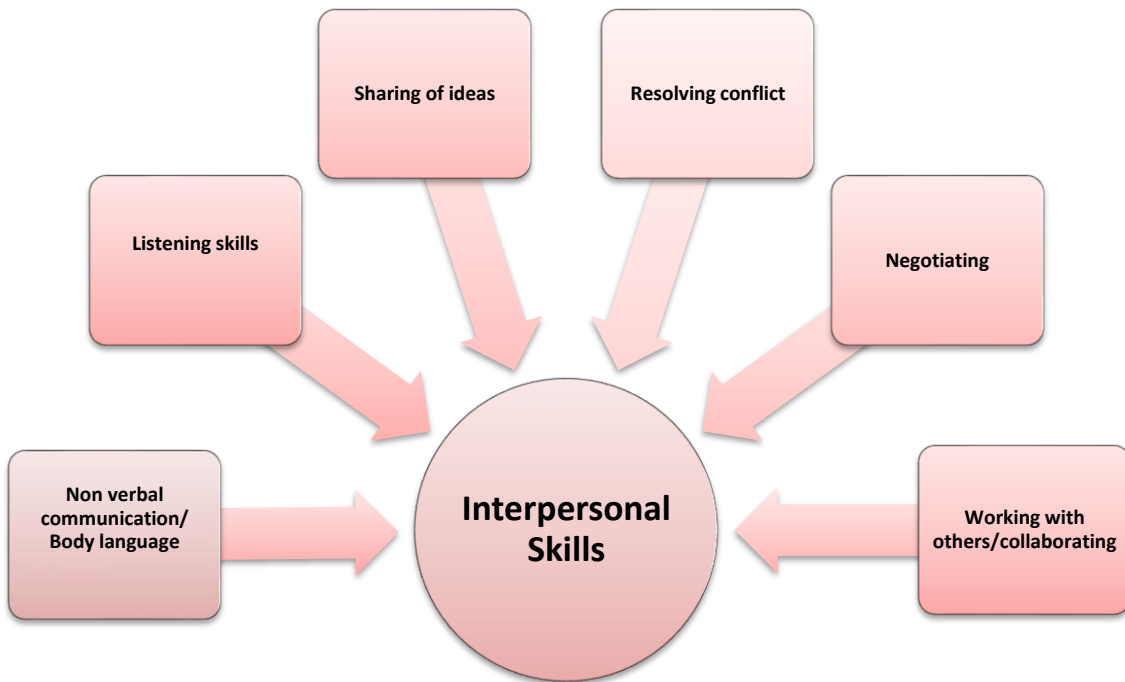 Sharing of ideas
Resolving conflict
Listening skills
Negotiating
Non verbal
communication/
Body language
Interpersonal
Skills
Working with
others/collaborating